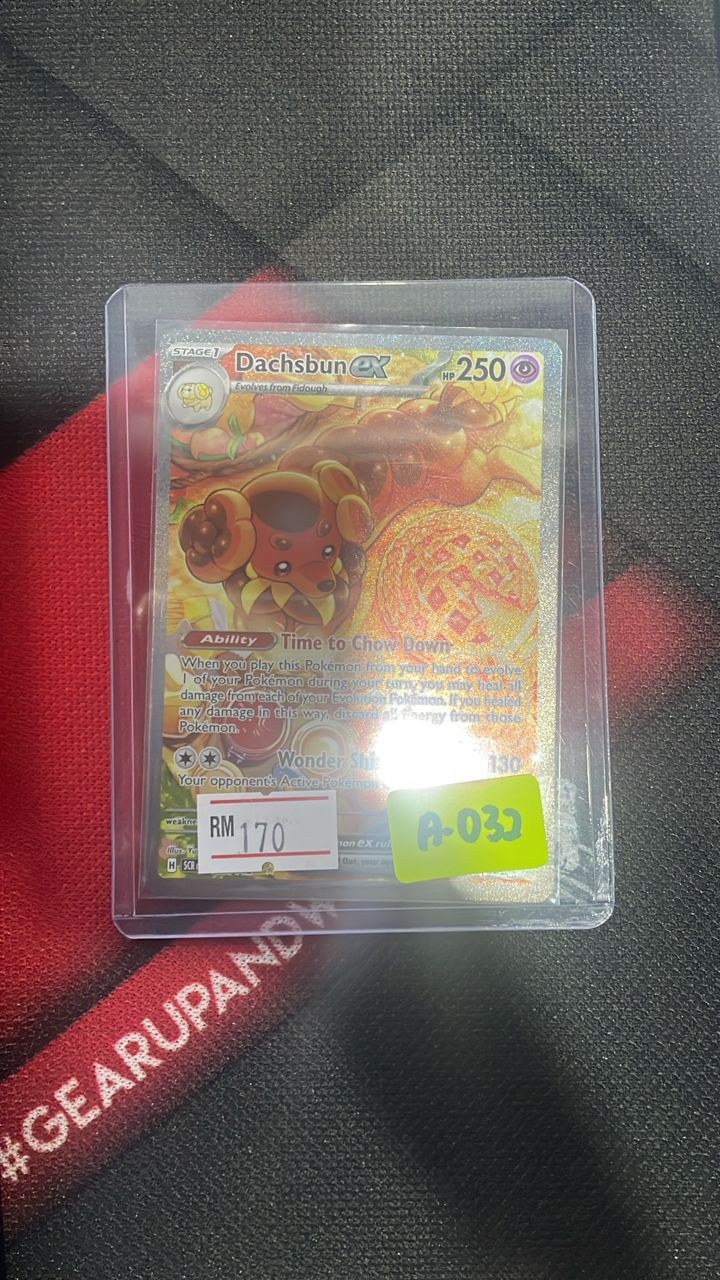 STAGE 1
Dachsbun ex
HP 250
Evolves from Fidough
Ability Time to Chow Down
When you play this Pokémon from your hand to evolve
1 of your Pokémon during your turn, you may heal all
damage from each of your Evolution Pokémon. If you healed
any damage in this way, discard all Energy from those
Pokémon.
Wonder 130
Your opponent's Active Pokémon
RM 170
A-032
Illus.
H SCR
#GEARUPAND